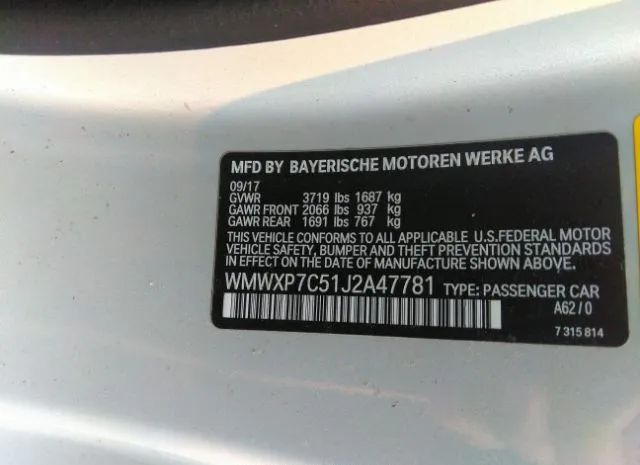 MFD BY BAYERISCHE MOTOREN WERKE AG
09/17
GVWR 3719 lbs 1687 kg
GAWR FRONT 2066 lbs 937 kg
GAWR REAR 1691 lbs 767 kg
THIS VEHICLE CONFORMS TO ALL APPLICABLE U.S.FEDERAL MOTOR
VEHICLE SAFETY, BUMPER, AND THEFT PREVENTION STANDARDS
IN EFFECT ON THE DATE OF MANUFACTURE SHOWN ABOVE.
WMWXP7C51J2A47781 TYPE: PASSENGER CAR
A62/0
7 315 814